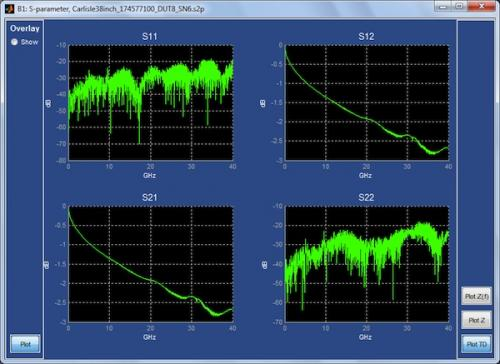 B1: S-parameter, Carlisle38inch_174577100_DUT8_SN6.s2p
Overlay
Show
S11
-10
-20
-30
-40
-50
-60
-70
-80
dB
0 10 20 30 40
GHz
S12
0
-0.5
-1
-1.5
-2
-2.5
-3
dB
0 10 20 30 40
GHz
S21
0
-0.5
-1
-1.5
-2
-2.5
-3
dB
0 10 20 30 40
GHz
S22
-10
-20
-30
-40
-50
-60
-70
dB
0 10 20 30 40
GHz
Plot Z(f)
Plot Z
Plot TD
Plot